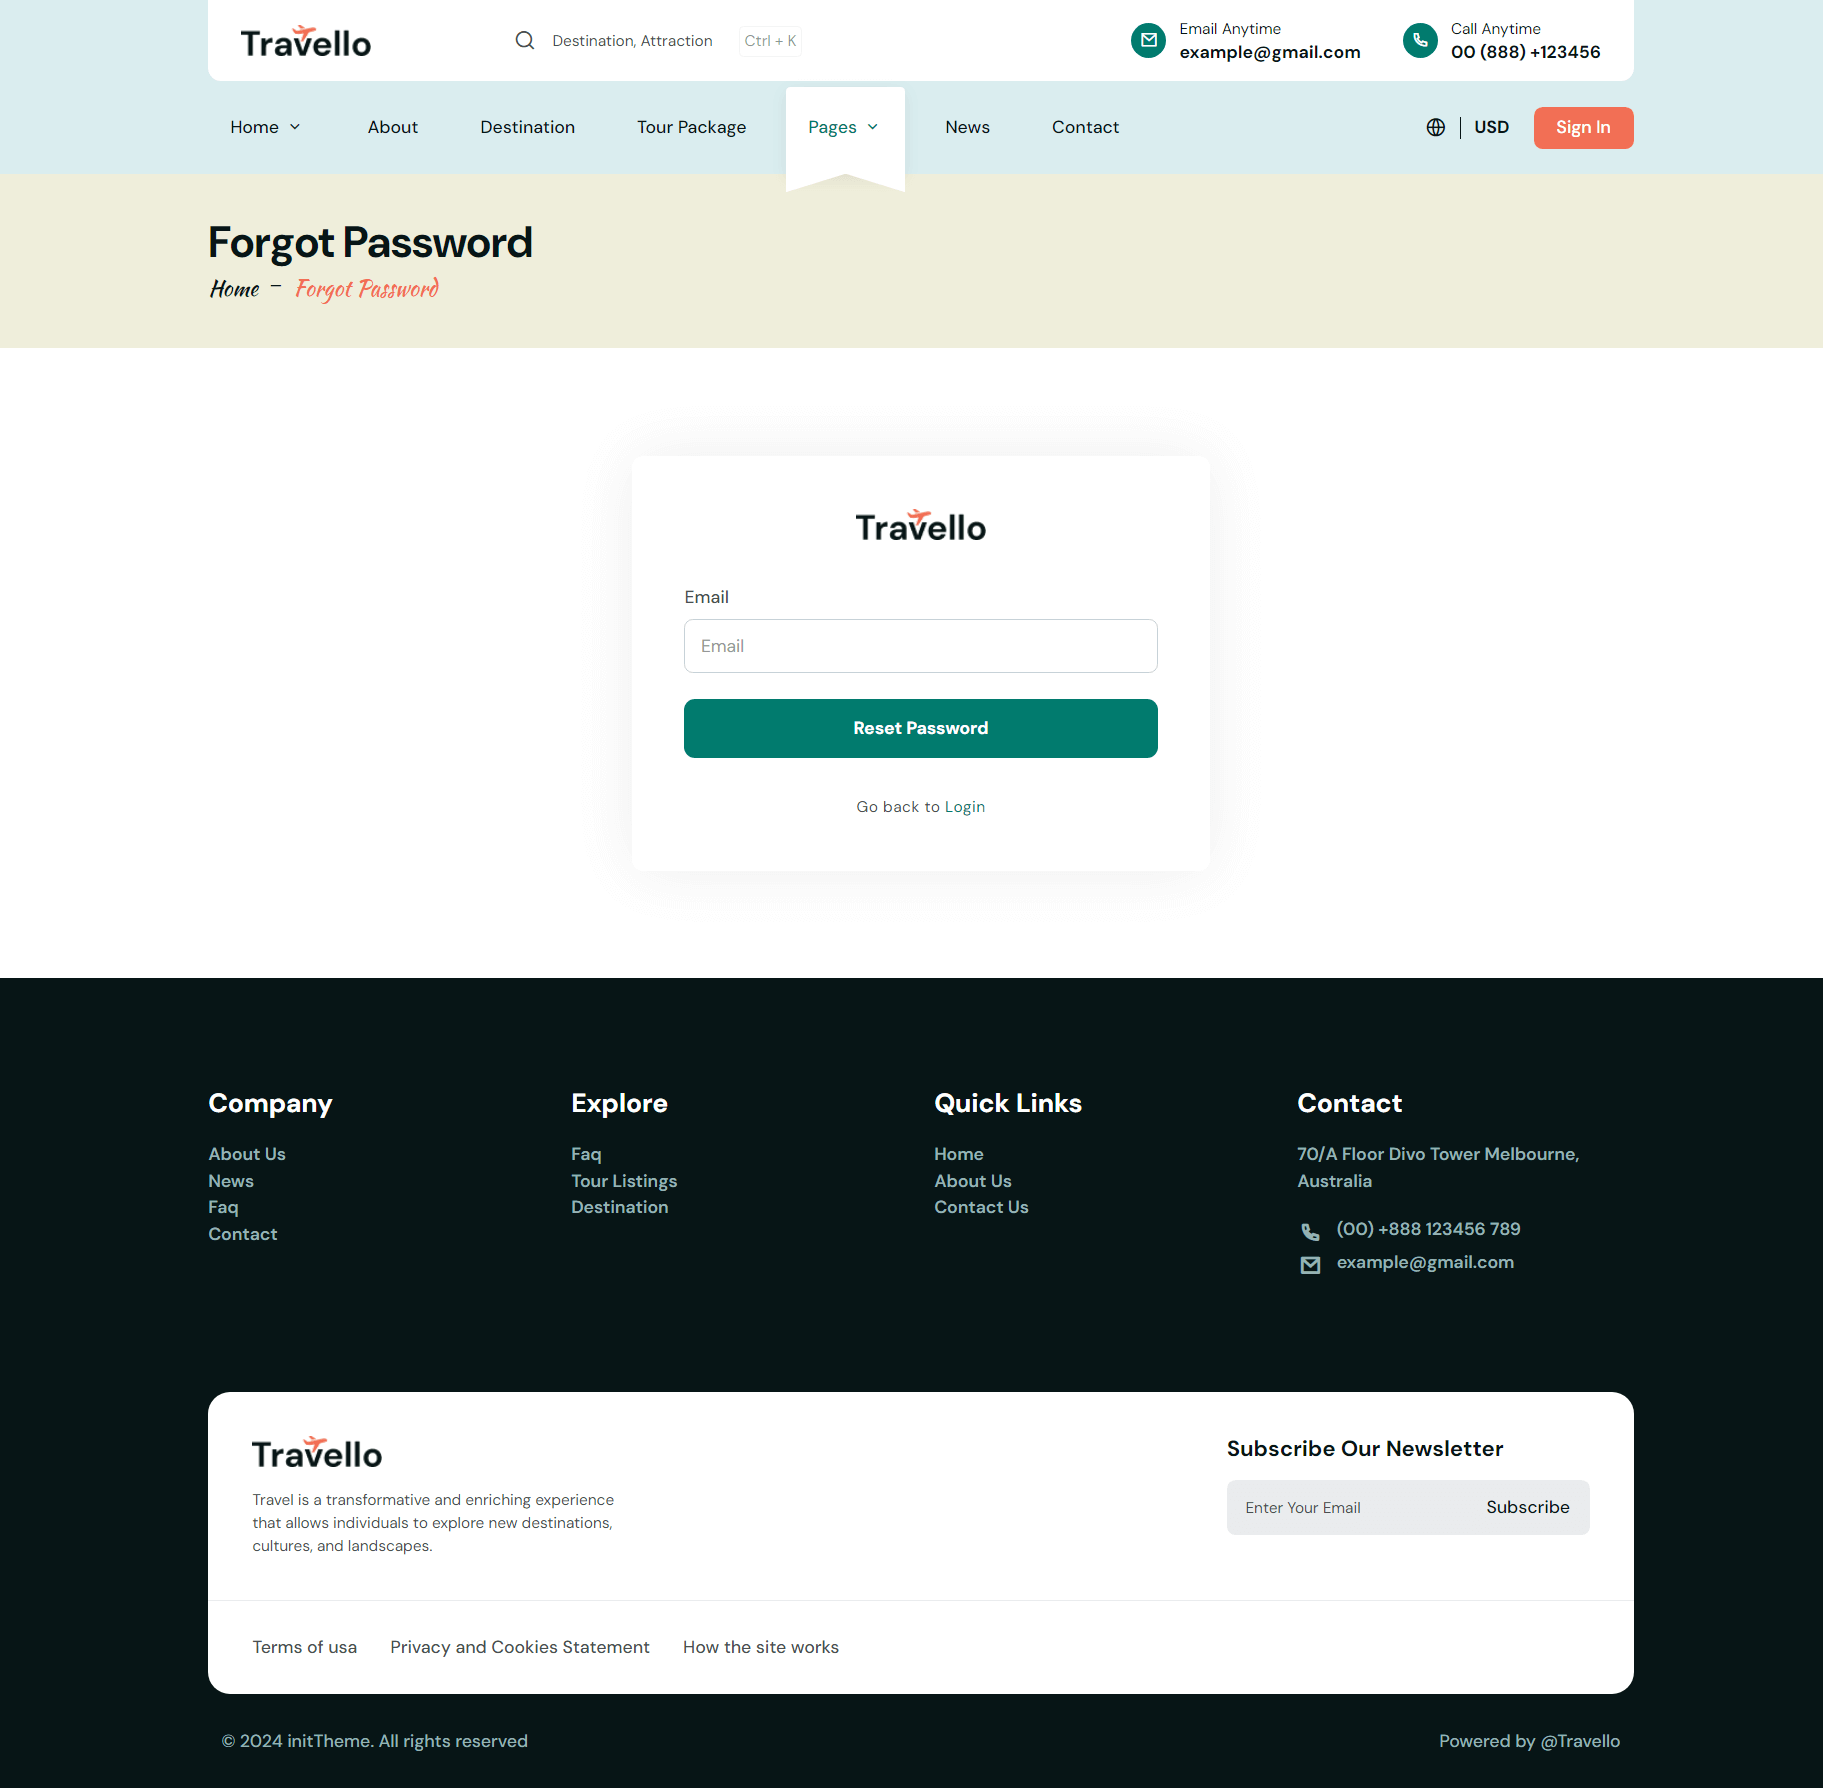 Travello
Destination, Attraction
Ctrl + K
Email Anytime
example@gmail.com
Call Anytime
00 (888) +123456
Home
About
Destination
Tour Package
Pages
News
Contact
USD
Sign In
Forgot Password
Home – Forgot Password
Travello
Email
Email
Reset Password
Go back to Login
Company
About Us
News
Faq
Contact
Explore
Faq
Tour Listings
Destination
Quick Links
Home
About Us
Contact Us
Contact
70/A Floor Divo Tower Melbourne,
Australia
(00) +888 123456 789
example@gmail.com
Travello
Travel is a transformative and enriching experience
that allows individuals to explore new destinations,
cultures, and landscapes.
Subscribe Our Newsletter
Enter Your Email
Subscribe
Terms of usa
Privacy and Cookies Statement
How the site works
© 2024 initTheme. All rights reserved
Powered by @Travello